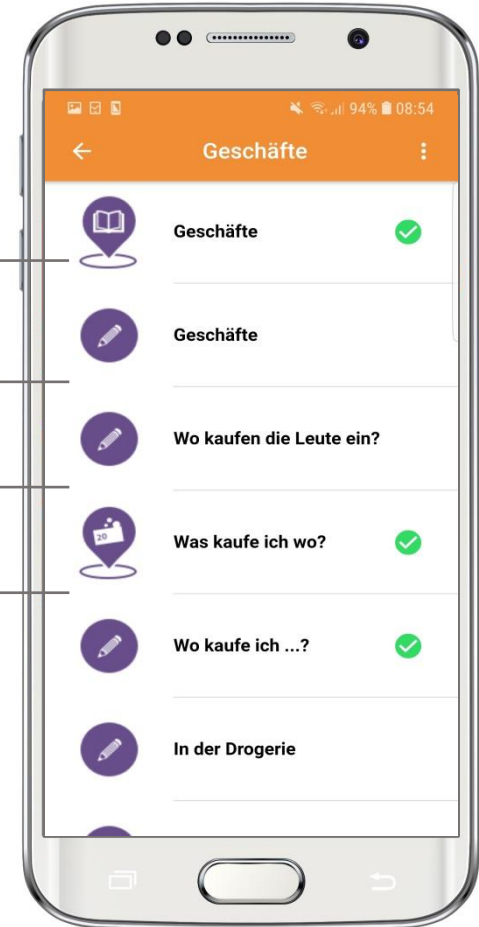 94% 08:54
Geschäfte
Geschäfte
Geschäfte
Wo kaufen die Leute ein?
20
Was kaufe ich wo?
Wo kaufe ich ...?
In der Drogerie